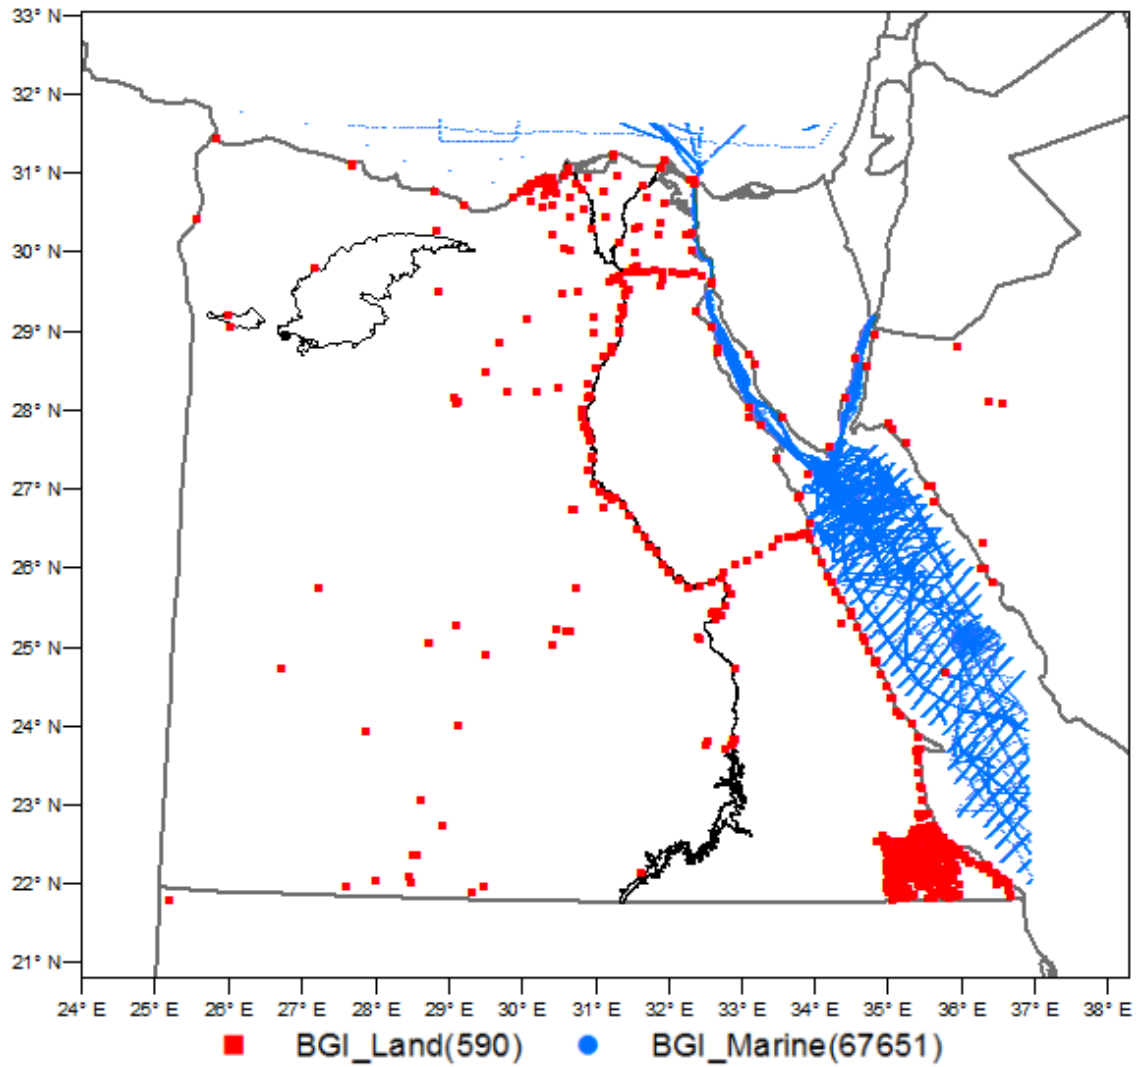 33° N
32° N
31° N
30° N
29° N
28° N
27° N
26° N
25° N
24° N
23° N
22° N
21° N
24° E 25° E 26° E 27° E 28° E 29° E 30° E 31° E 32° E 33° E 34° E 35° E 36° E 37° E 38° E
BGI_Land(590) BGI_Marine(67651)